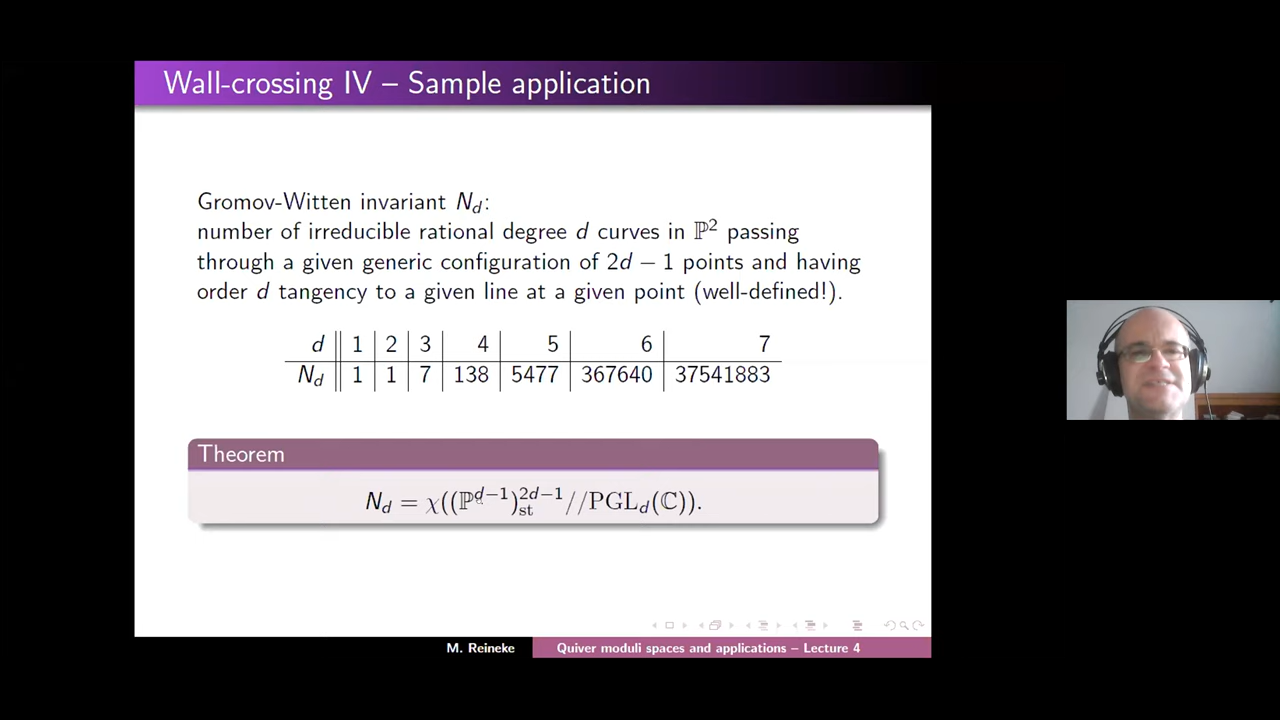 Wall-crossing IV – Sample application
Gromov-Witten invariant N_d:
number of irreducible rational degree d curves in ℙ² passing
through a given generic configuration of 2d − 1 points and having
order d tangency to a given line at a given point (well-defined!).
d 1 2 3 4 5 6 7
N_d 1 1 7 138 5477 367640 37541883
Theorem
N_d = χ((ℙ^{d−1})_{st}^{2d−1}//PGL_d(ℂ)).
M. Reineke Quiver moduli spaces and applications – Lecture 4